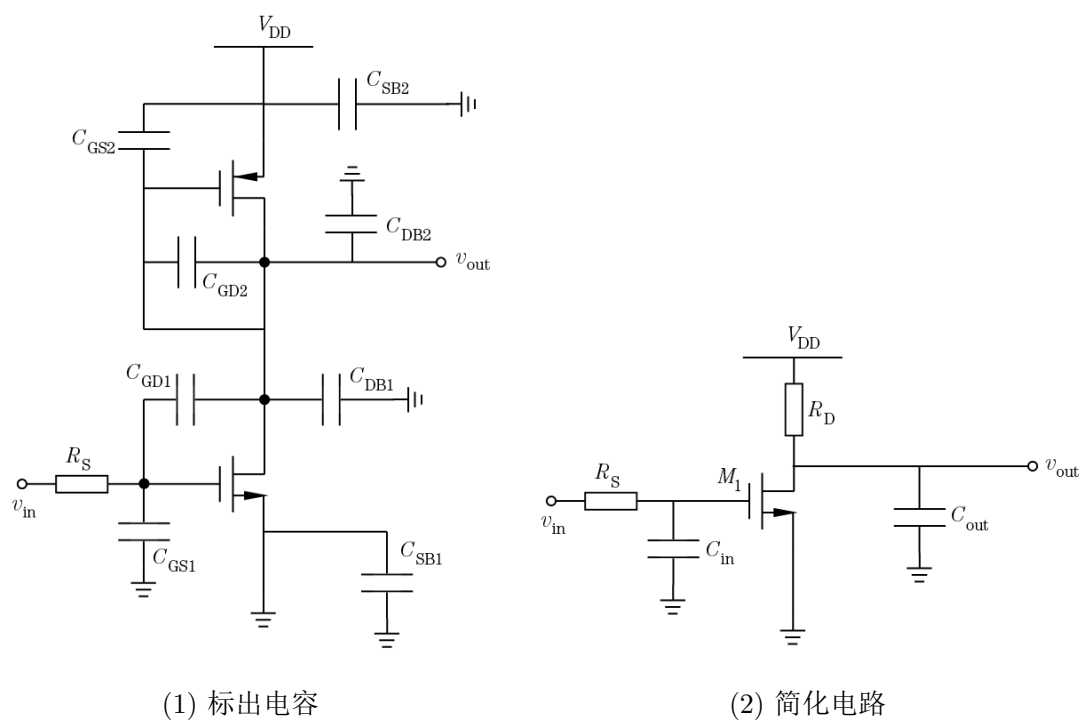 V_DD
C_SB2
C_GS2
C_DB2
v_out
C_GD2
C_GD1
C_DB1
R_S
v_in
C_GS1
C_SB1
V_DD
R_D
v_out
R_S
M_1
v_in
C_in
C_out
(1) 标出电容
(2) 简化电路